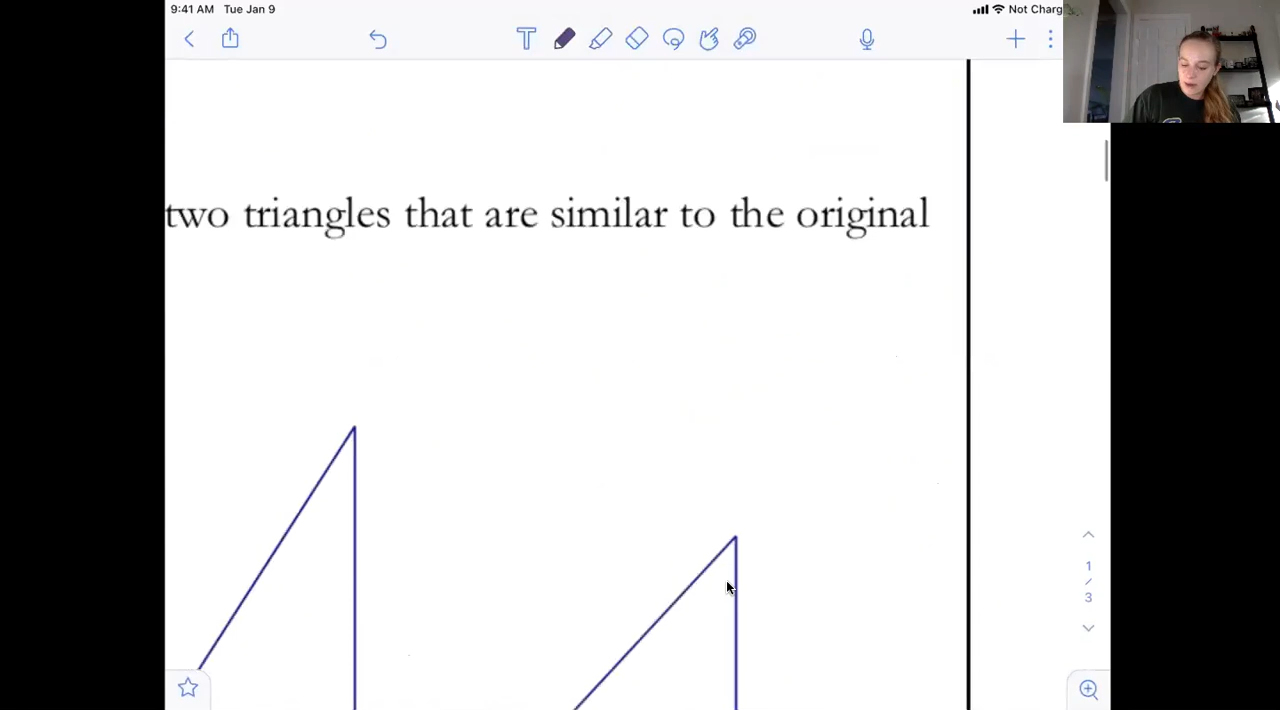 9:41 AM Tue Jan 9
Not Charg
T
two triangles that are similar to the original
1
/
3